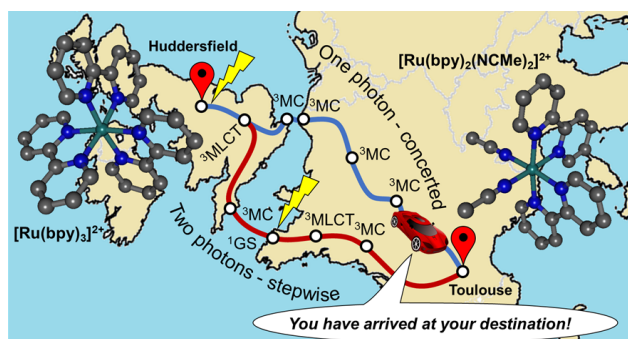 Huddersfield
[Ru(bpy)2(NCMe)2]2+
One photon - concerted
3MLCT
3MC
3MC
3MC
3MC
3MC
1GS
3MLCT
3MC
Two photons - stepwise
[Ru(bpy)3]2+
Toulouse
You have arrived at your destination!